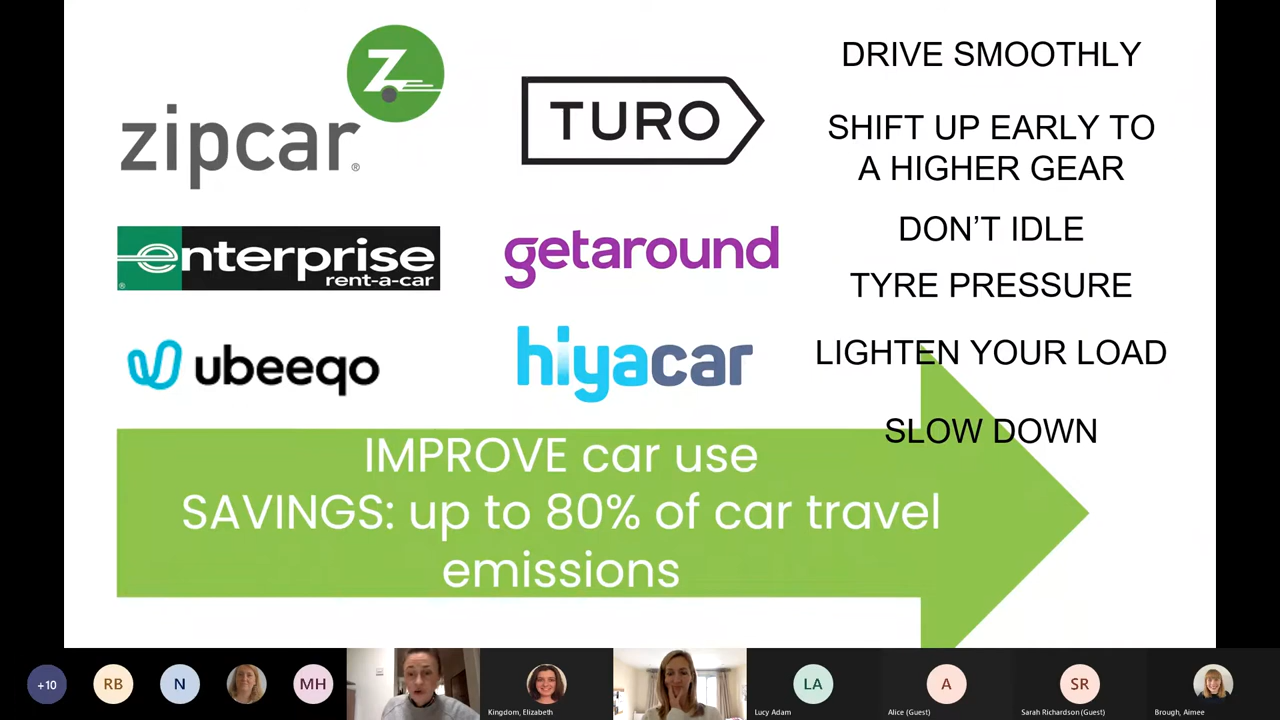 Z
zipcar®
TURO
enterprise
rent-a-car
®
getaround
ubeeqo
hiyacar
DRIVE SMOOTHLY
SHIFT UP EARLY TO
A HIGHER GEAR
DON’T IDLE
TYRE PRESSURE
LIGHTEN YOUR LOAD
SLOW DOWN
IMPROVE car use
SAVINGS: up to 80% of car travel
emissions
+10
RB
N
MH
Kingdom, Elizabeth
LA
Lucy Adam
A
Alice (Guest)
SR
Sarah Richardson (Guest)
Brough, Aimee